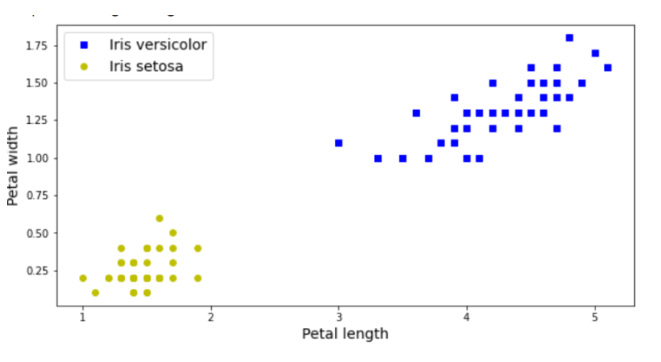 Iris versicolor
Iris setosa
1.75
1.50
1.25
1.00
0.75
0.50
0.25
Petal width
1 2 3 4 5
Petal length